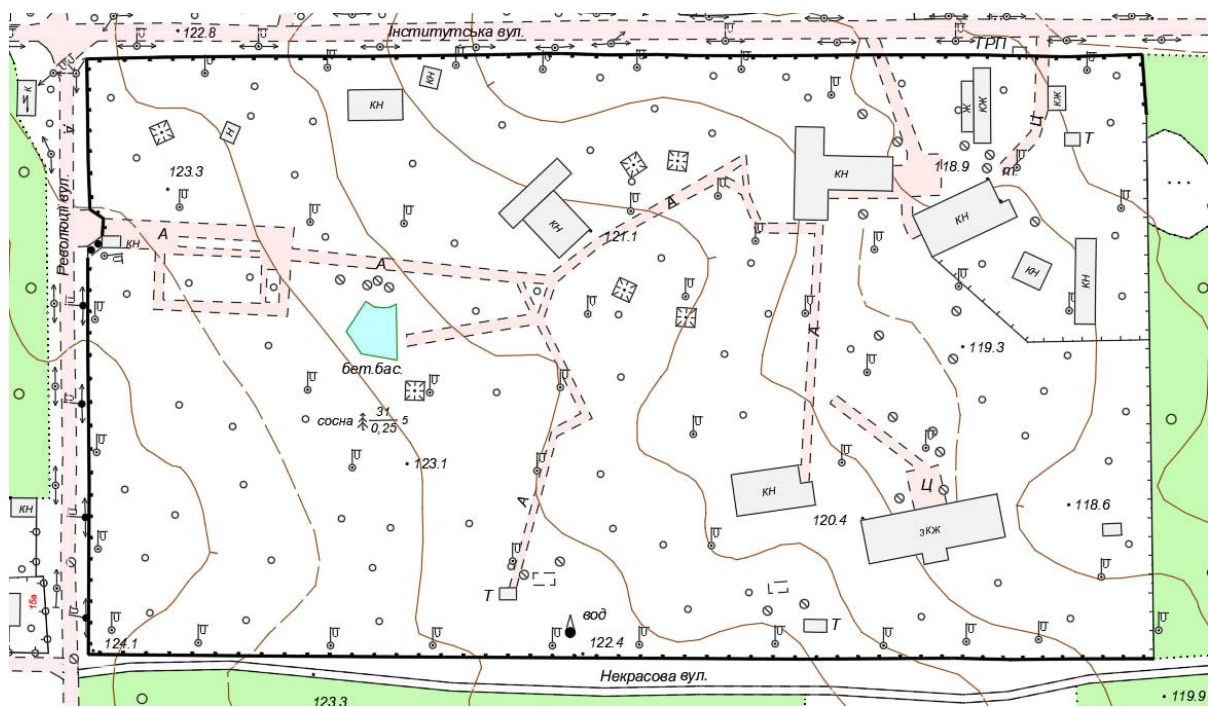 122.8
Інститутська вул.
ГРП
К
КН
КН
Ж
КЖ
КЖ
Ц
Н
Т
А
123.3
КН
118.9
т.
А
КН
КН
Революції вул.
А
КН
121.1
А
КН
КН
А
119.3
бет.бас.
сосна 31 5
0,25
123.1
КН
Ц
А
118.6
КН
120.4
3КЖ
Т
15а
вод
Т
124.1
122.4
Некрасова вул.
123.3
119.9